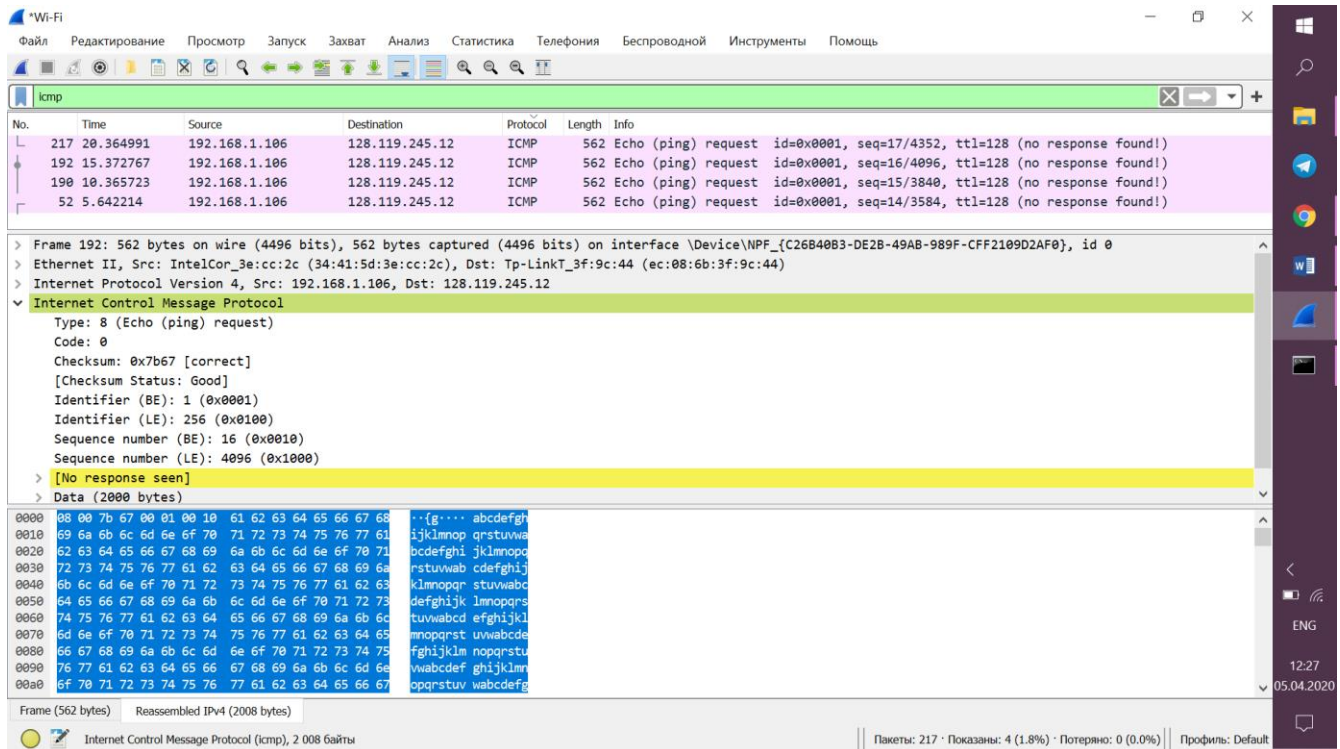 *Wi-Fi
Файл Редактирование Просмотр Запуск Захват Анализ Статистика Телефония Беспроводной Инструменты Помощь
icmp
No. Time Source Destination Protocol Length Info
217 20.364991 192.168.1.106 128.119.245.12 ICMP 562 Echo (ping) request id=0x0001, seq=17/4352, ttl=128 (no response found!)
192 15.372767 192.168.1.106 128.119.245.12 ICMP 562 Echo (ping) request id=0x0001, seq=16/4096, ttl=128 (no response found!)
190 10.365723 192.168.1.106 128.119.245.12 ICMP 562 Echo (ping) request id=0x0001, seq=15/3840, ttl=128 (no response found!)
52 5.642214 192.168.1.106 128.119.245.12 ICMP 562 Echo (ping) request id=0x0001, seq=14/3584, ttl=128 (no response found!)
> Frame 192: 562 bytes on wire (4496 bits), 562 bytes captured (4496 bits) on interface \Device\NPF_{C26B40B3-DE2B-49AB-989F-CFF2109D2AF0}, id 0
> Ethernet II, Src: IntelCor_3e:cc:2c (34:41:5d:3e:cc:2c), Dst: Tp-LinkT_3f:9c:44 (ec:08:6b:3f:9c:44)
> Internet Protocol Version 4, Src: 192.168.1.106, Dst: 128.119.245.12
Internet Control Message Protocol
Type: 8 (Echo (ping) request)
Code: 0
Checksum: 0x7b67 [correct]
[Checksum Status: Good]
Identifier (BE): 1 (0x0001)
Identifier (LE): 256 (0x0100)
Sequence number (BE): 16 (0x0010)
Sequence number (LE): 4096 (0x1000)
> [No response seen]
> Data (2000 bytes)
0000 08 00 7b 67 00 01 00 10 61 62 63 64 65 66 67 68 ··{g···· abcdefgh
0010 69 6a 6b 6c 6d 6e 6f 70 71 72 73 74 75 76 77 61 ijklmnop qrstuvwa
0020 62 63 64 65 66 67 68 69 6a 6b 6c 6d 6e 6f 70 71 bcdefghi jklmnopq
0030 72 73 74 75 76 77 61 62 63 64 65 66 67 68 69 6a rstuvwab cdefghij
0040 6b 6c 6d 6e 6f 70 71 72 73 74 75 76 77 61 62 63 klmnopqr stuvwabc
0050 64 65 66 67 68 69 6a 6b 6c 6d 6e 6f 70 71 72 73 defghijk lmnopqrs
0060 74 75 76 77 61 62 63 64 65 66 67 68 69 6a 6b 6c tuvwabcd efghijkl
0070 6d 6e 6f 70 71 72 73 74 75 76 77 61 62 63 64 65 mnopqrst uvwabcde
0080 66 67 68 69 6a 6b 6c 6d 6e 6f 70 71 72 73 74 75 fghijklm nopqrstu
0090 76 77 61 62 63 64 65 66 67 68 69 6a 6b 6c 6d 6e vwabcdef ghijklmn
00a0 6f 70 71 72 73 74 75 76 77 61 62 63 64 65 66 67 opqrstuv wabcdefg
Frame (562 bytes) Reassembled IPv4 (2008 bytes)
Internet Control Message Protocol (icmp), 2 008 байты Пакеты: 217 · Показаны: 4 (1.8%) · Потеряно: 0 (0.0%) Профиль: Default
ENG
12:27
05.04.2020